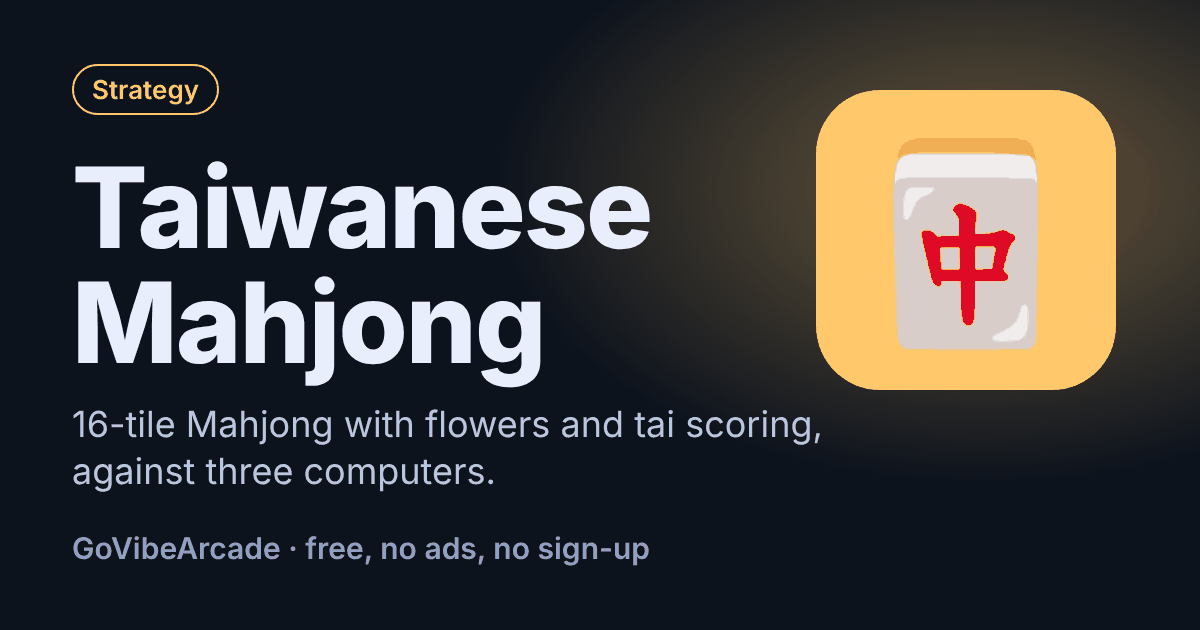 Strategy
Taiwanese
Mahjong
中
16-tile Mahjong with flowers and tai scoring,
against three computers.
GoVibeArcade · free, no ads, no sign-up